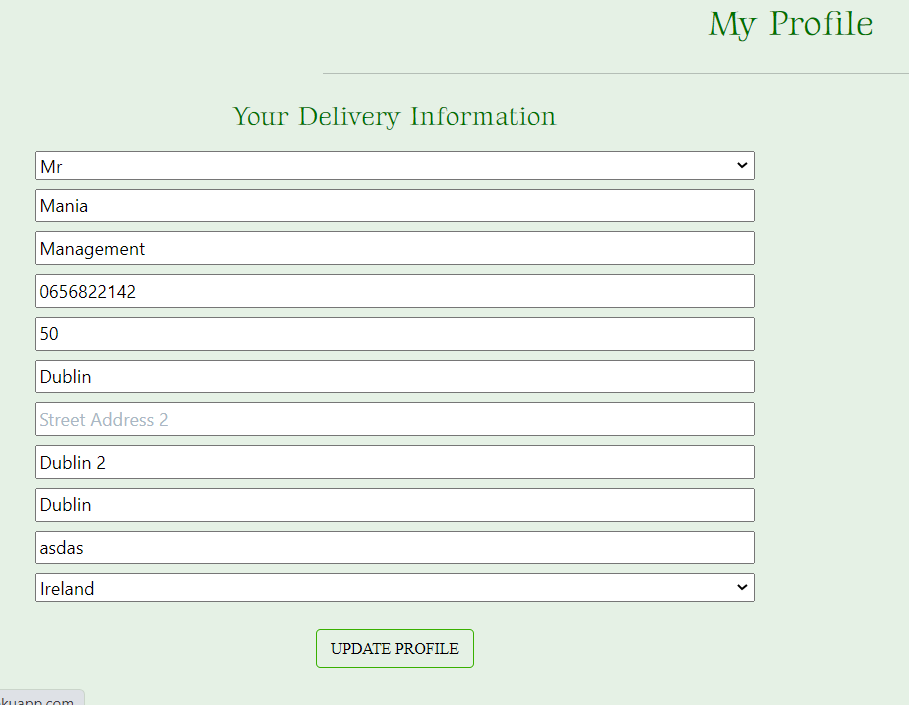 My Profile
Your Delivery Information
Mr
Mania
Management
0656822142
50
Dublin
Street Address 2
Dublin 2
Dublin
asdas
Ireland
UPDATE PROFILE
kuapp.com